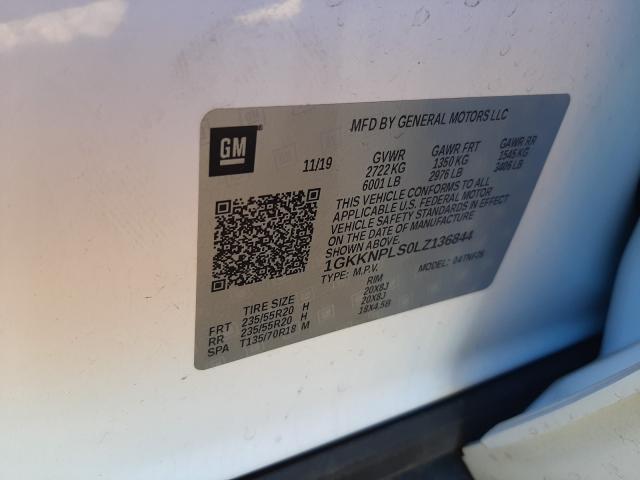 GM
MFD BY GENERAL MOTORS LLC
11/19 GVWR GAWR FRT GAWR RR
2722 KG 1350 KG 1545 KG
6001 LB 2976 LB 3406 LB
THIS VEHICLE CONFORMS TO ALL
APPLICABLE U.S. FEDERAL MOTOR
VEHICLE SAFETY STANDARDS IN EFFECT
ON THE DATE OF MANUFACTURE
SHOWN ABOVE.
1GKKNPLS0LZ136844
TYPE: M.P.V. MODEL: 04TNF26
TIRE SIZE RIM
FRT 235/55R20 H 20X8J
RR 235/55R20 H 20X8J
SPA T135/70R18 M 18X4.5B